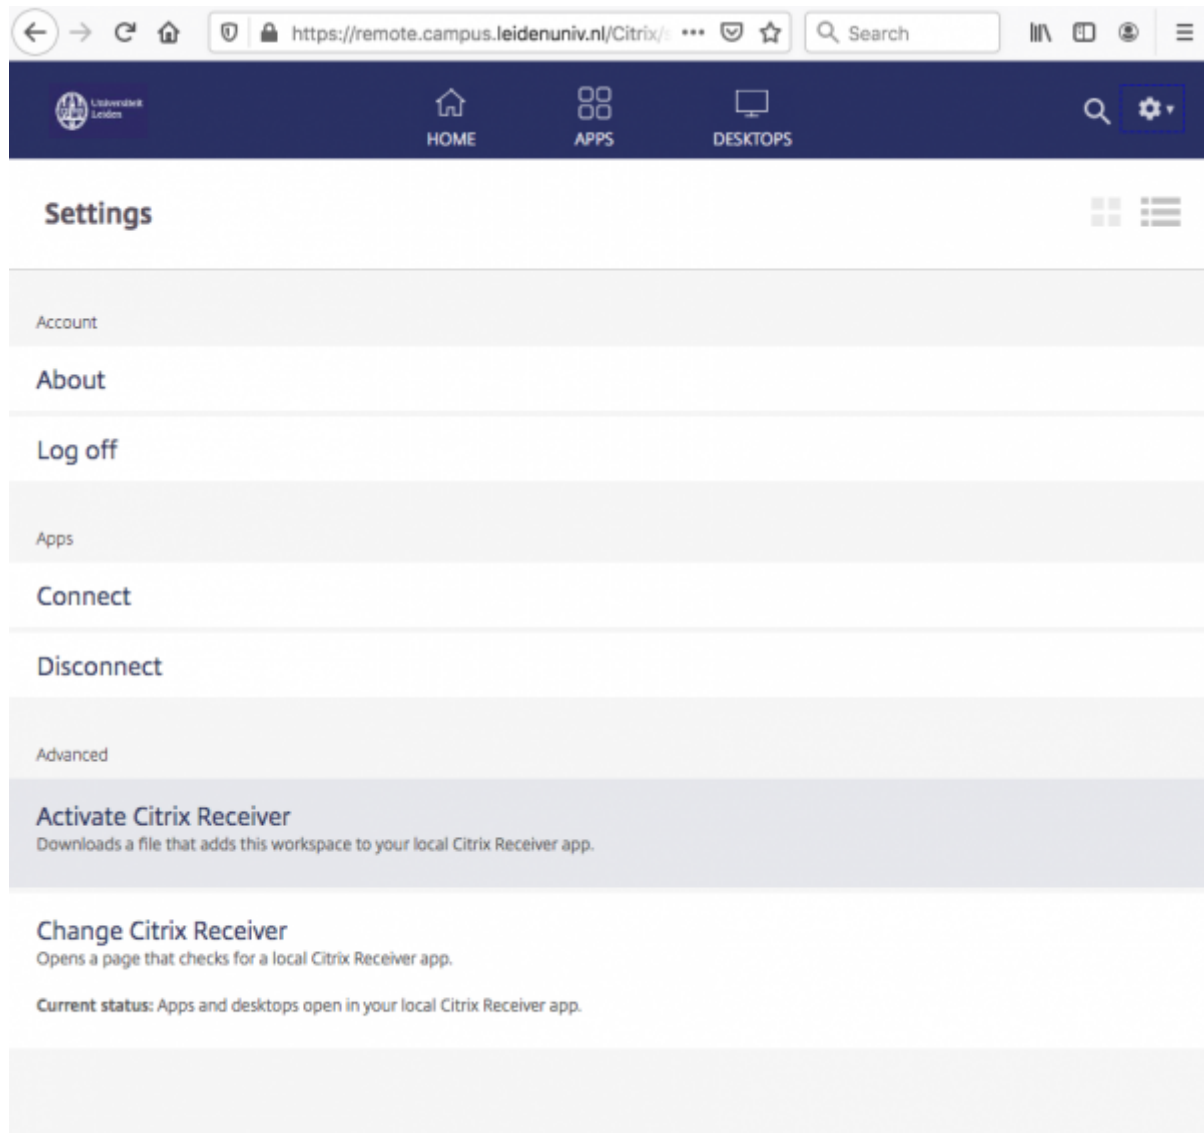 https://remote.campus.leidenuniv.nl/Citrix/
Search
Universiteit
Leiden
HOME
APPS
DESKTOPS
Settings
Account
About
Log off
Apps
Connect
Disconnect
Advanced
Activate Citrix Receiver
Downloads a file that adds this workspace to your local Citrix Receiver app.
Change Citrix Receiver
Opens a page that checks for a local Citrix Receiver app.
Current status: Apps and desktops open in your local Citrix Receiver app.